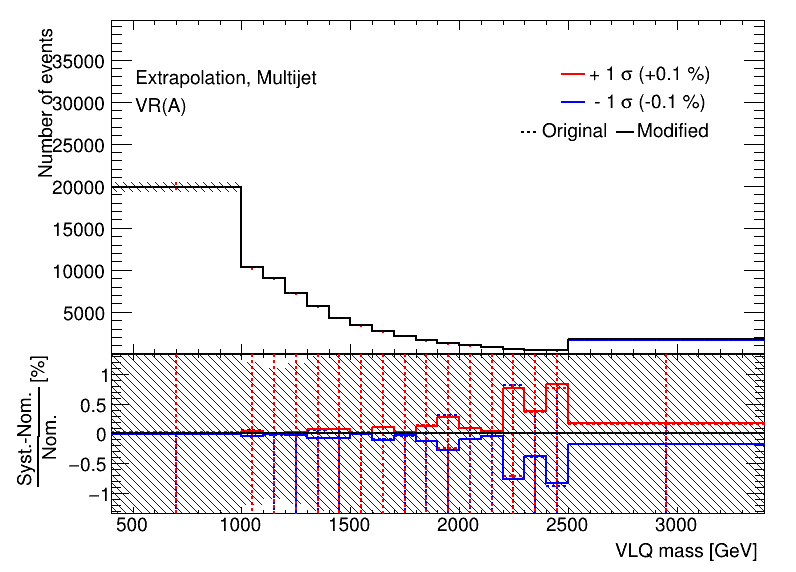 Number of events
35000
30000
25000
20000
15000
10000
5000
Extrapolation, Multijet
VR(A)
+ 1 σ (+0.1 %)
- 1 σ (-0.1 %)
Original
Modified
Syst.-Nom.
Nom.
[%]
1
0.5
0
−0.5
−1
500 1000 1500 2000 2500 3000
VLQ mass [GeV]